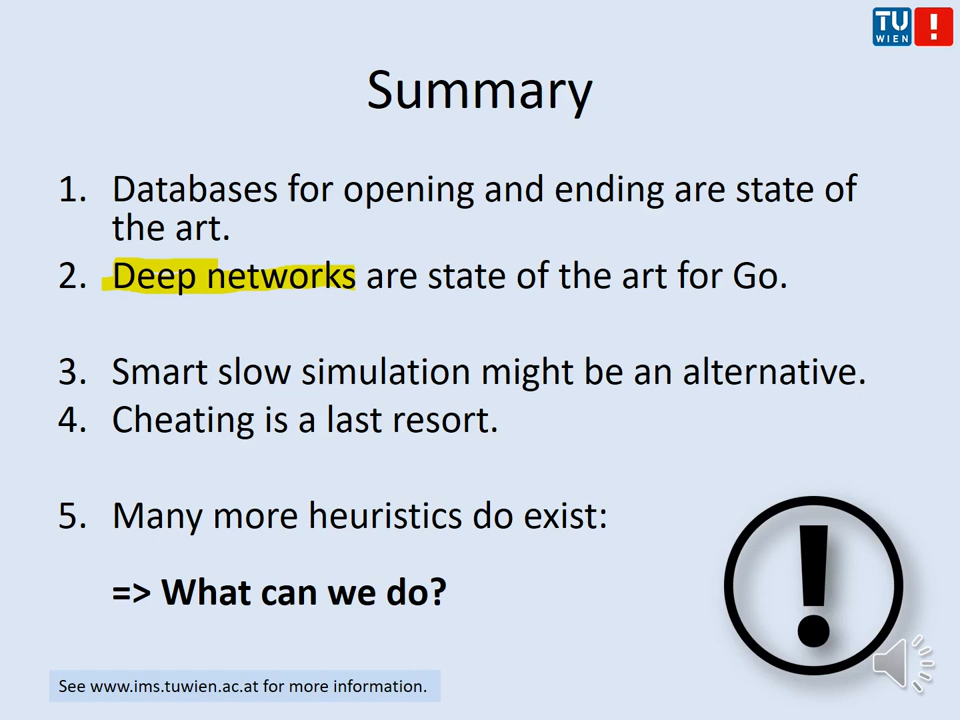 TU
WIEN
!
Summary
1. Databases for opening and ending are state of
the art.
2. Deep networks are state of the art for Go.
3. Smart slow simulation might be an alternative.
4. Cheating is a last resort.
5. Many more heuristics do exist:
=> What can we do?
!
See www.ims.tuwien.ac.at for more information.